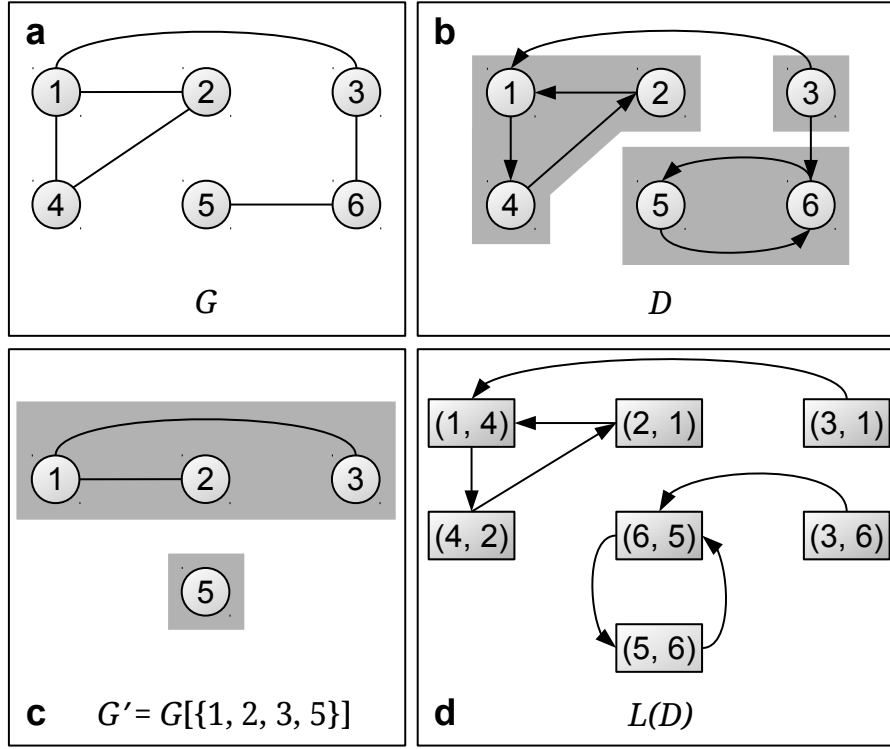 a
1 2 3
4 5 6
G
b
1 2 3
4 5 6
D
1 2 3
5
c G′ = G[{1, 2, 3, 5}]
(1, 4) (2, 1) (3, 1)
(4, 2) (6, 5) (3, 6)
(5, 6)
d L(D)